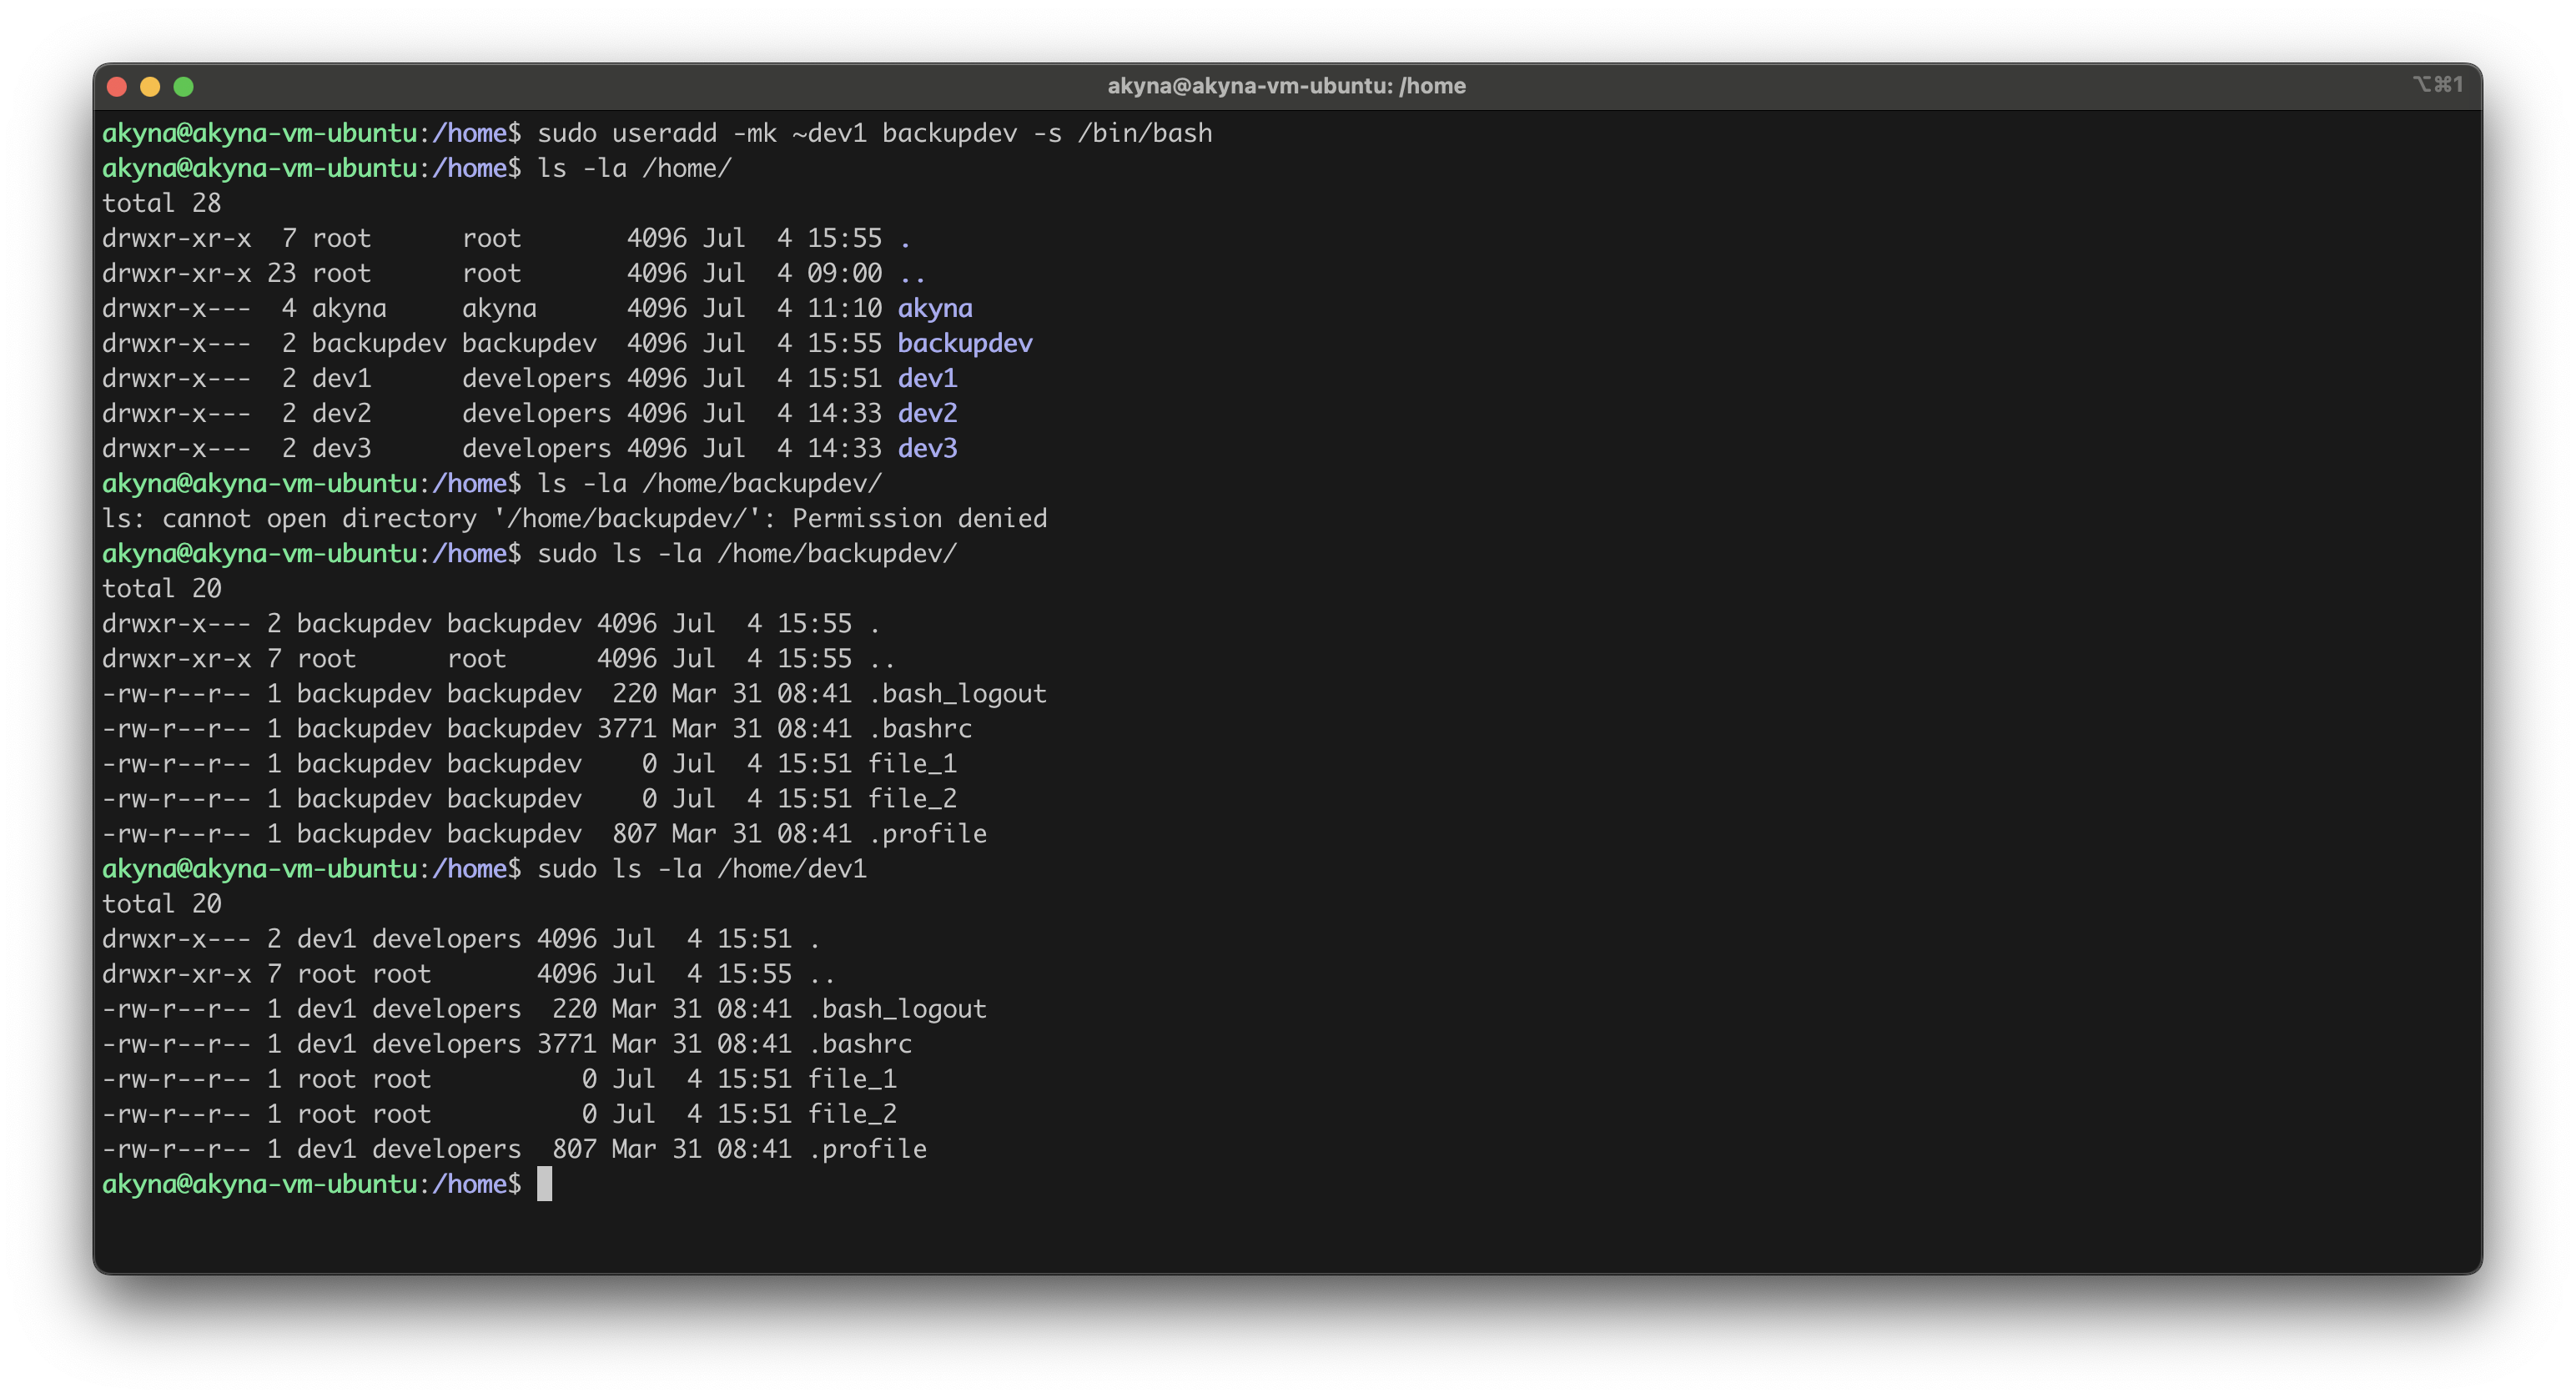 akyna@akyna-vm-ubuntu: /home
⌥⌘1
akyna@akyna-vm-ubuntu:/home$ sudo useradd -mk ~dev1 backupdev -s /bin/bash
akyna@akyna-vm-ubuntu:/home$ ls -la /home/
total 28
drwxr-xr-x  7 root      root       4096 Jul  4 15:55 .
drwxr-xr-x 23 root      root       4096 Jul  4 09:00 ..
drwxr-x---  4 akyna     akyna      4096 Jul  4 11:10 akyna
drwxr-x---  2 backupdev backupdev  4096 Jul  4 15:55 backupdev
drwxr-x---  2 dev1      developers 4096 Jul  4 15:51 dev1
drwxr-x---  2 dev2      developers 4096 Jul  4 14:33 dev2
drwxr-x---  2 dev3      developers 4096 Jul  4 14:33 dev3
akyna@akyna-vm-ubuntu:/home$ ls -la /home/backupdev/
ls: cannot open directory '/home/backupdev/': Permission denied
akyna@akyna-vm-ubuntu:/home$ sudo ls -la /home/backupdev/
total 20
drwxr-x--- 2 backupdev backupdev 4096 Jul  4 15:55 .
drwxr-xr-x 7 root      root      4096 Jul  4 15:55 ..
-rw-r--r-- 1 backupdev backupdev  220 Mar 31 08:41 .bash_logout
-rw-r--r-- 1 backupdev backupdev 3771 Mar 31 08:41 .bashrc
-rw-r--r-- 1 backupdev backupdev    0 Jul  4 15:51 file_1
-rw-r--r-- 1 backupdev backupdev    0 Jul  4 15:51 file_2
-rw-r--r-- 1 backupdev backupdev  807 Mar 31 08:41 .profile
akyna@akyna-vm-ubuntu:/home$ sudo ls -la /home/dev1
total 20
drwxr-x--- 2 dev1 developers 4096 Jul  4 15:51 .
drwxr-xr-x 7 root root       4096 Jul  4 15:55 ..
-rw-r--r-- 1 dev1 developers  220 Mar 31 08:41 .bash_logout
-rw-r--r-- 1 dev1 developers 3771 Mar 31 08:41 .bashrc
-rw-r--r-- 1 root root          0 Jul  4 15:51 file_1
-rw-r--r-- 1 root root          0 Jul  4 15:51 file_2
-rw-r--r-- 1 dev1 developers  807 Mar 31 08:41 .profile
akyna@akyna-vm-ubuntu:/home$